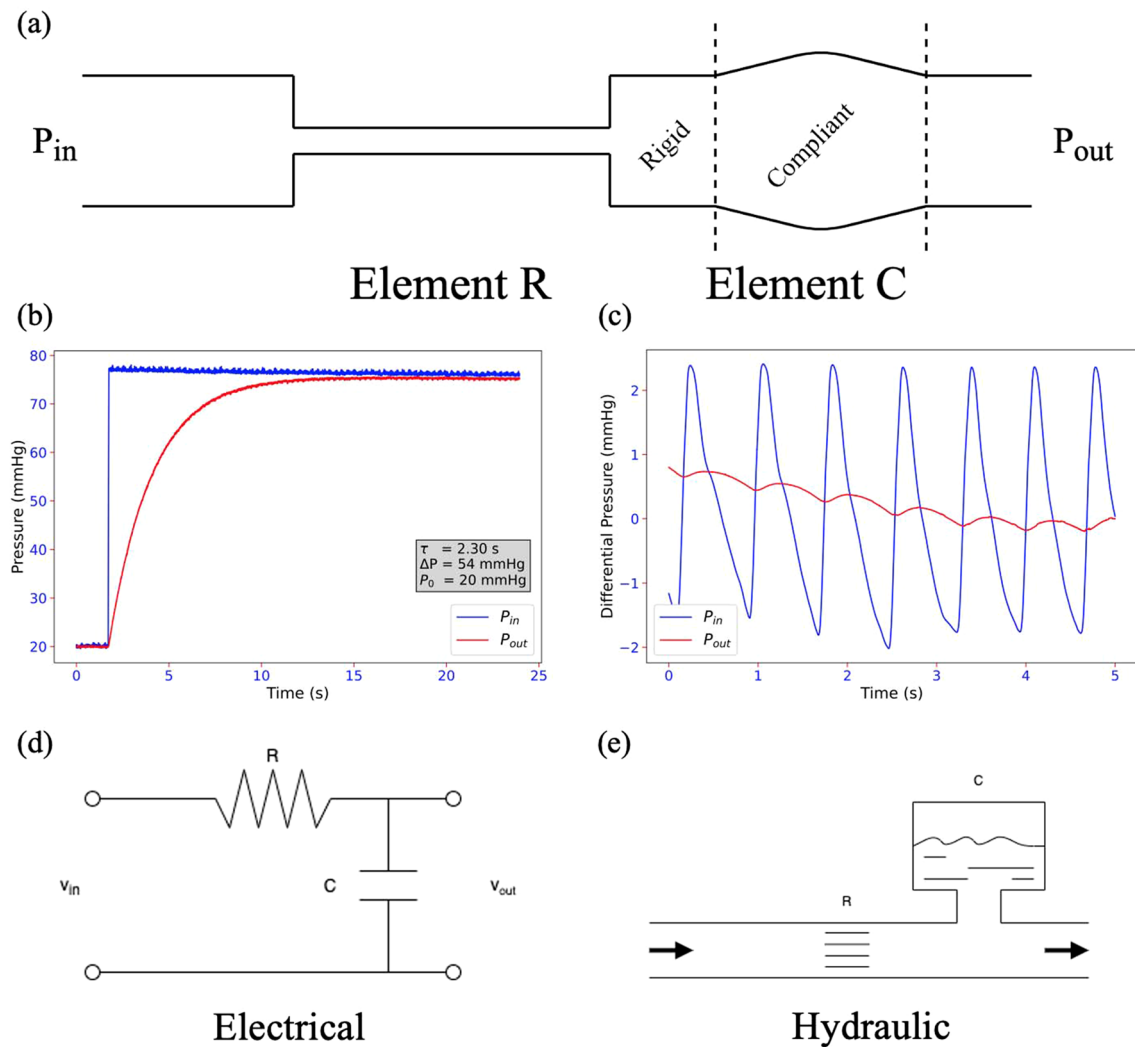 (a)
P_in
Rigid
Compliant
P_out
Element R
Element C
(b)
80
70
60
50
40
30
20
Pressure (mmHg)
τ = 2.30 s
ΔP = 54 mmHg
P_0 = 20 mmHg
P_in
P_out
0 5 10 15 20 25
Time (s)
(c)
2
1
0
−1
−2
Differential Pressure (mmHg)
P_in
P_out
0 1 2 3 4 5
Time (s)
(d)
R
C
v_in
v_out
Electrical
(e)
C
R
Hydraulic